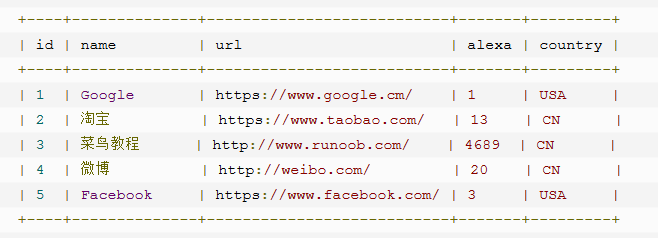 +----+--------------+---------------------------+-------+---------+
| id | name         | url                       | alexa | country |
+----+--------------+---------------------------+-------+---------+
| 1  | Google       | https://www.google.cm/    | 1     | USA     |
| 2  | 淘宝          | https://www.taobao.com/   | 13    | CN      |
| 3  | 菜鸟教程      | http://www.runoob.com/    | 4689  | CN      |
| 4  | 微博          | http://weibo.com/         | 20    | CN      |
| 5  | Facebook     | https://www.facebook.com/ | 3     | USA     |
+----+--------------+---------------------------+-------+---------+